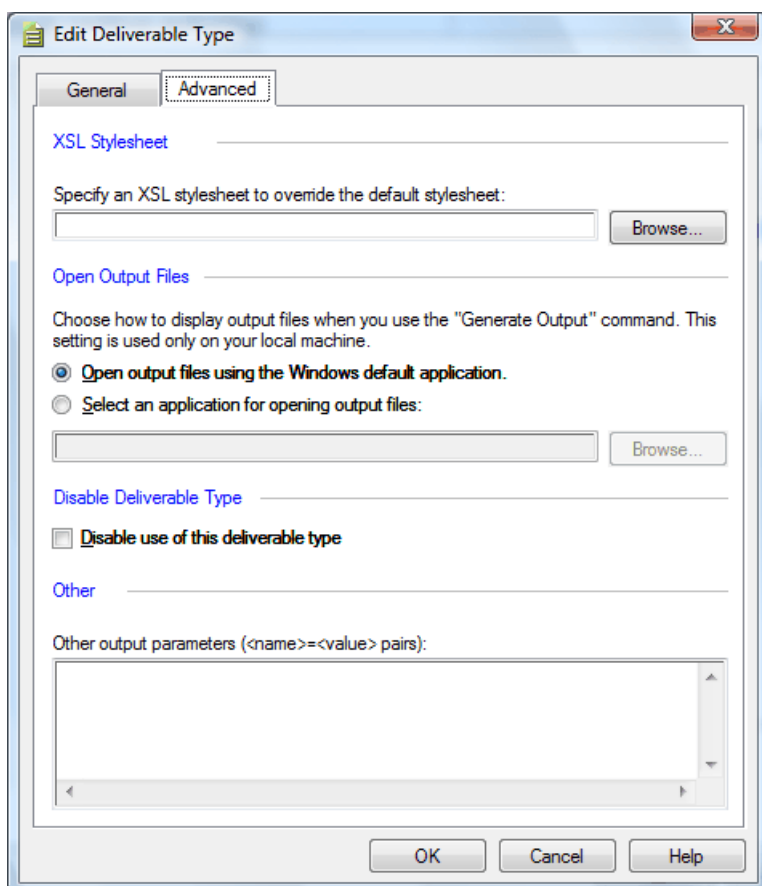 Edit Deliverable Type
General
Advanced
XSL Stylesheet
Specify an XSL stylesheet to override the default stylesheet:
Browse...
Open Output Files
Choose how to display output files when you use the "Generate Output" command. This
setting is used only on your local machine.
Open output files using the Windows default application.
Select an application for opening output files:
Browse...
Disable Deliverable Type
Disable use of this deliverable type
Other
Other output parameters (<name>=<value> pairs):
OK
Cancel
Help